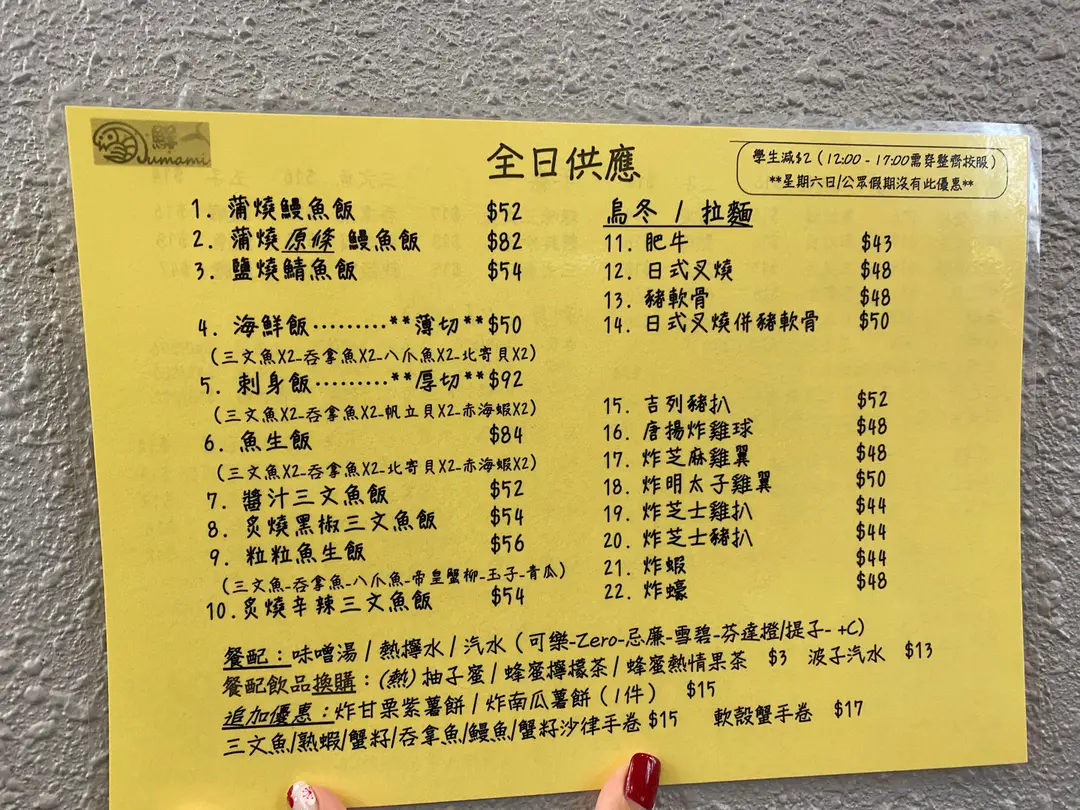 鮮
Jumami
全日供應
學生減$2 (12:00 - 17:00需穿整齊校服)
**星期六日/公眾假期沒有此優惠**
1. 蒲燒鰻魚飯 $52
2. 蒲燒原條鰻魚飯 $82
3. 鹽燒鯖魚飯 $54
4. 海鮮飯·········**薄切**$50
(三文魚X2-吞拿魚X2-八爪魚X2-北寄貝X2)
5. 刺身飯·········**厚切**$92
(三文魚X2-吞拿魚X2-帆立貝X2-赤海蝦X2)
6. 魚生飯 $84
(三文魚X2-吞拿魚X2-北寄貝X2-赤海蝦X2)
7. 醬汁三文魚飯 $52
8. 炙燒黑椒三文魚飯 $54
9. 粒粒魚生飯 $56
(三文魚-吞拿魚-八爪魚-帝皇蟹柳-玉子-青瓜)
10. 炙燒辛辣三文魚飯 $54
烏冬 / 拉麵
11. 肥牛 $43
12. 日式叉燒 $48
13. 豬軟骨 $48
14. 日式叉燒併豬軟骨 $50
15. 吉列豬扒 $52
16. 唐揚炸雞球 $48
17. 炸芝麻雞翼 $48
18. 炸明太子雞翼 $50
19. 炸芝士雞扒 $44
20. 炸芝士豬扒 $44
21. 炸蝦 $44
22. 炸蠔 $48
餐配：味噌湯 / 熱檸水 / 汽水 (可樂-Zero-忌廉-雪碧-芬達橙/提子- +C)
餐配飲品換購：(熱) 抽子蜜 / 蜂蜜檸檬茶 / 蜂蜜熱情果茶 $3 波子汽水 $13
追加優惠：炸甘栗紫薯餅 / 炸南瓜薯餅 (1件) $15
三文魚/熟蝦/蟹籽/吞拿魚/鰻魚/蟹籽沙律手卷 $15 軟殼蟹手卷 $17